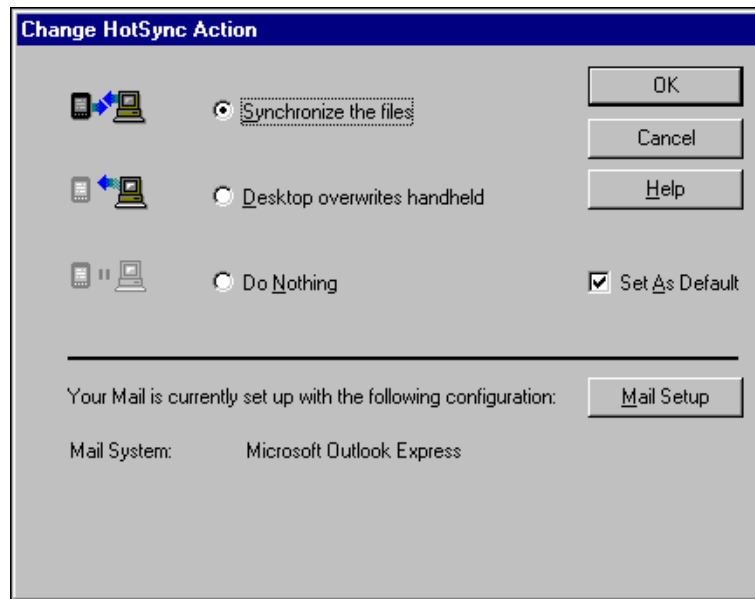 Change HotSync Action
Synchronize the files
OK
Cancel
Desktop overwrites handheld
Help
Do Nothing
Set As Default
Your Mail is currently set up with the following configuration:
Mail Setup
Mail System:
Microsoft Outlook Express